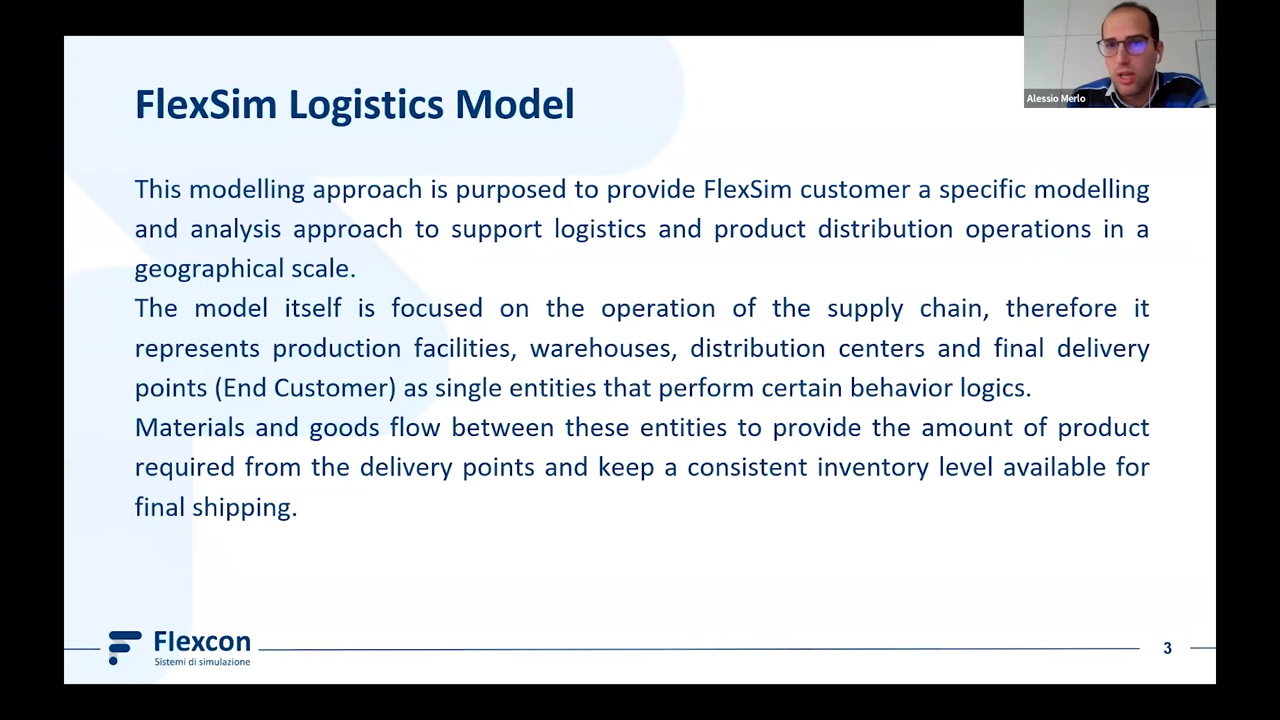 FlexSim Logistics Model
Alessio Merlo
This modelling approach is purposed to provide FlexSim customer a specific modelling
and analysis approach to support logistics and product distribution operations in a
geographical scale.
The model itself is focused on the operation of the supply chain, therefore it
represents production facilities, warehouses, distribution centers and final delivery
points (End Customer) as single entities that perform certain behavior logics.
Materials and goods flow between these entities to provide the amount of product
required from the delivery points and keep a consistent inventory level available for
final shipping.
Flexcon
Sistemi di simulazione
3